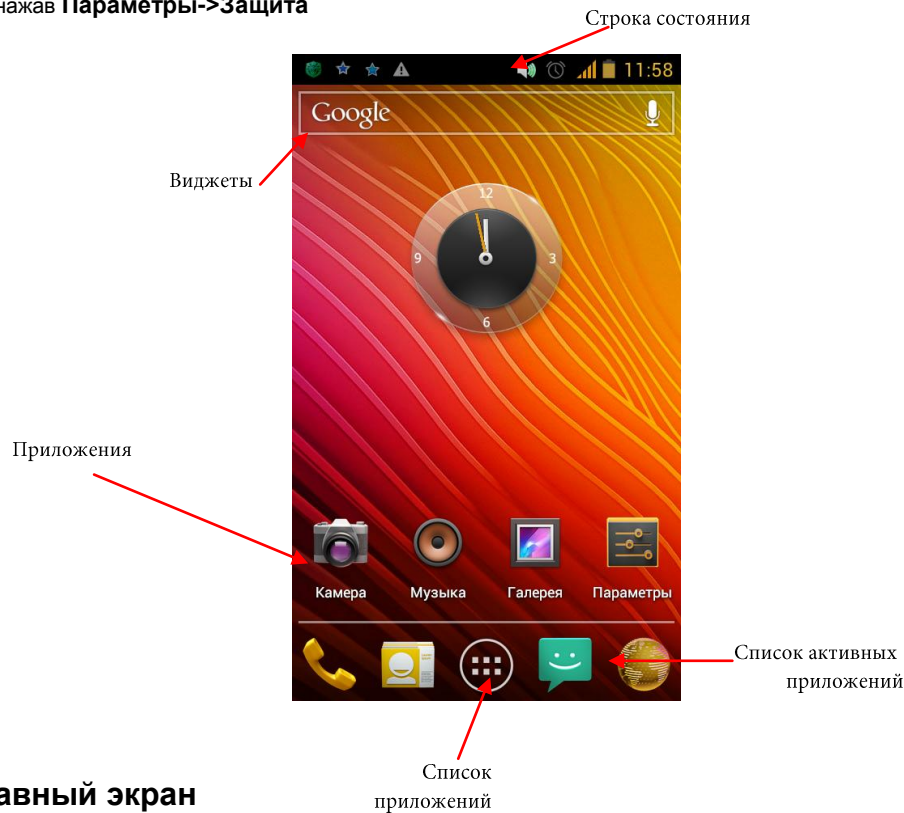 нажав Параметры->Защита
Строка состояния
11:58
Google
Виджеты
12
9
3
6
Приложения
Камера Музыка Галерея Параметры
Список активных
приложений
Список
приложений
авный экран